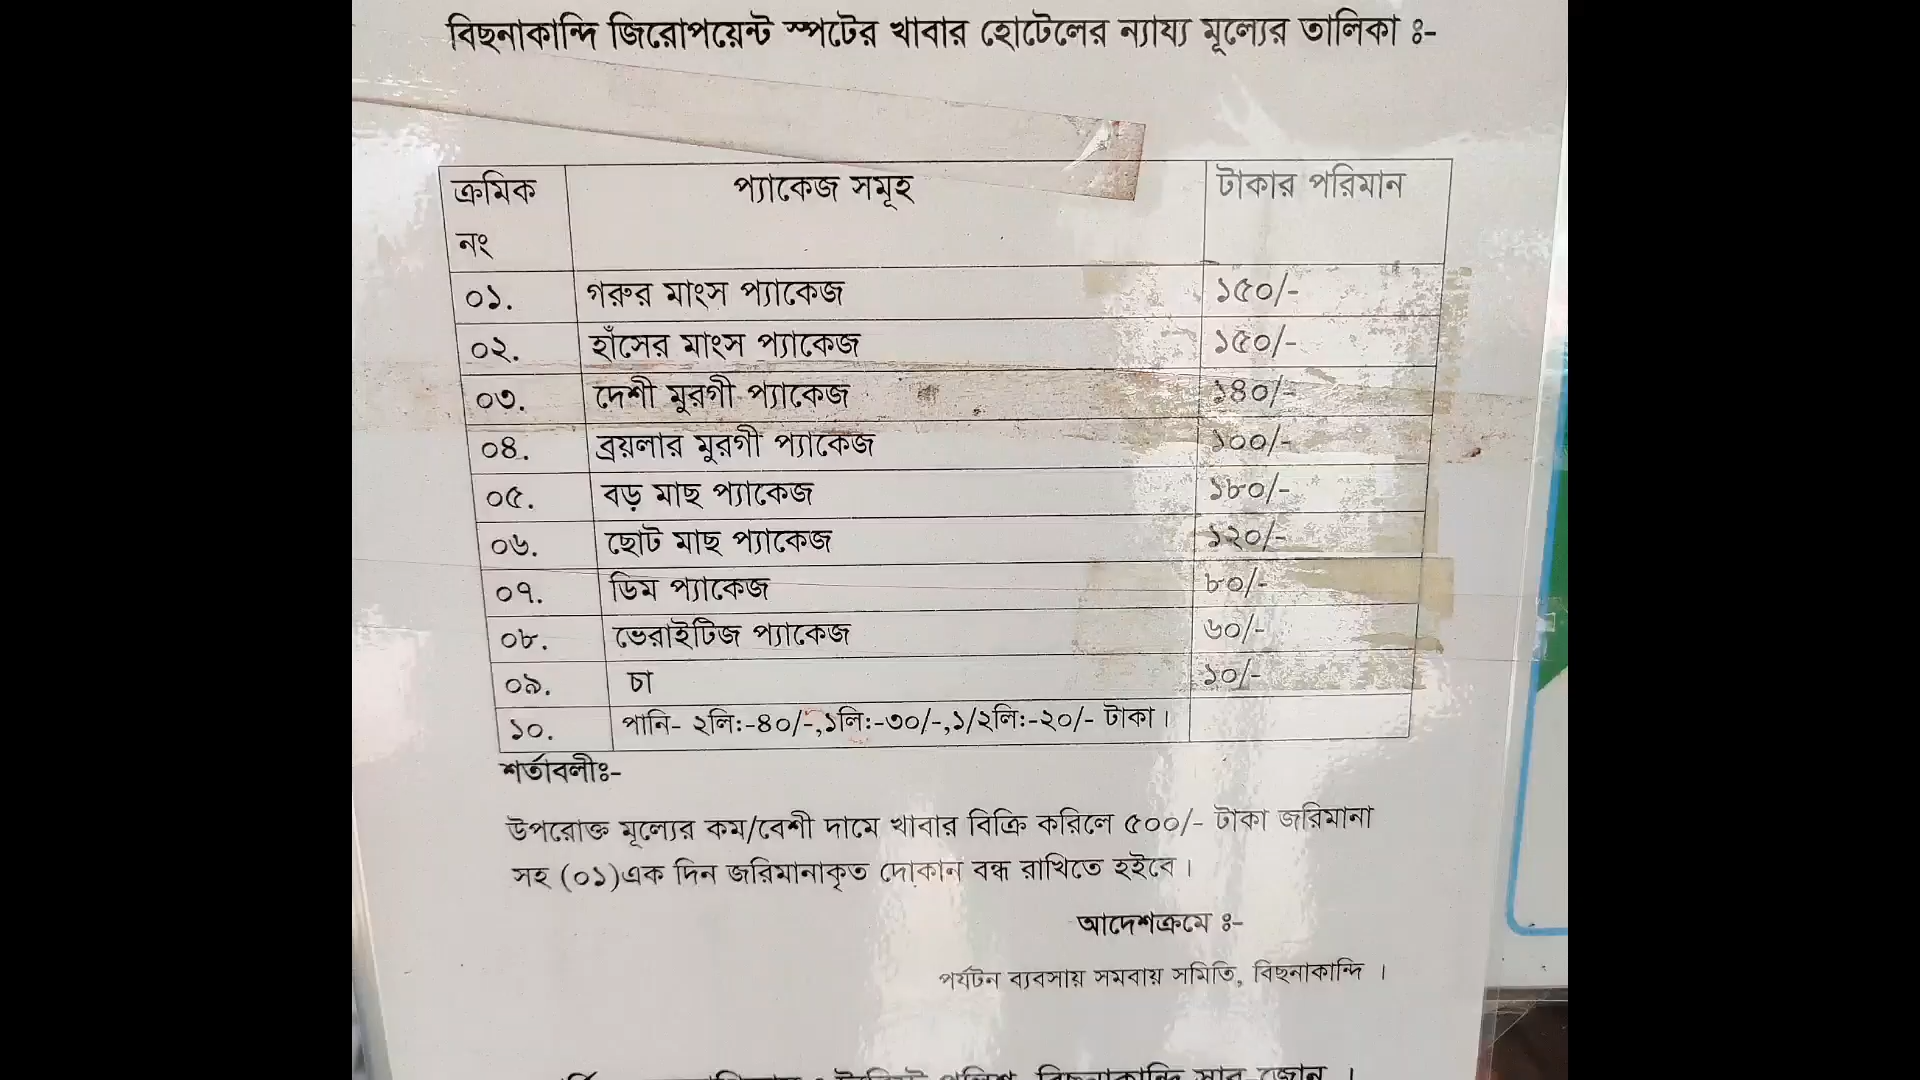 বিছনাকান্দি জিরোপয়েন্ট স্পটের খাবার হোটেলের ন্যায্য মূল্যের তালিকা ঃ-
ক্রমিক নং প্যাকেজ সমূহ টাকার পরিমান
০১. গরুর মাংস প্যাকেজ ১৫০/-
০২. হাঁসের মাংস প্যাকেজ ১৫০/-
০৩. দেশী মুরগী প্যাকেজ ১৪০/-
০৪. ব্রয়লার মুরগী প্যাকেজ ১০০/-
০৫. বড় মাছ প্যাকেজ ১৮০/-
০৬. ছোট মাছ প্যাকেজ ১২০/-
০৭. ডিম প্যাকেজ ৮০/-
০৮. ভেরাইটিজ প্যাকেজ ৬০/-
০৯. চা ১০/-
১০. পানি- ২লি:-৪০/-,১লি:-৩০/-,১/২লি:-২০/- টাকা।
শর্তাবলীঃ-
উপরোক্ত মূল্যের কম/বেশী দামে খাবার বিক্রি করিলে ৫০০/- টাকা জরিমানা
সহ (০১)এক দিন জরিমানাকৃত দোকান বন্ধ রাখিতে হইবে।
আদেশক্রমে ঃ-
পর্যটন ব্যবসায় সমবায় সমিতি, বিছনাকান্দি ।
টুরিস্ট পুলিশ, বিছনাকান্দি সাব-জোন ।